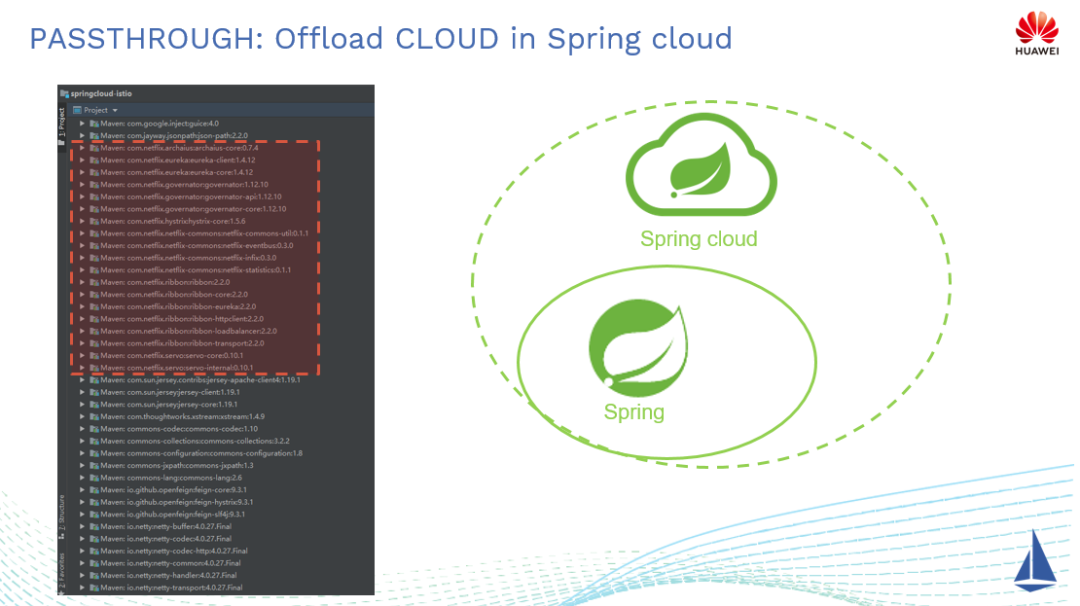 PASSTHROUGH: Offload CLOUD in Spring cloud
HUAWEI
springcloud-istio
Project
1: Project
Maven: com.google.inject:guice:4.0
Maven: com.jayway.jsonpath:json-path:2.2.0
Maven: com.netflix.archaius:archaius-core:0.7.4
Maven: com.netflix.eureka:eureka-client:1.4.12
Maven: com.netflix.eureka:eureka-core:1.4.12
Maven: com.netflix.governator:governator:1.12.10
Maven: com.netflix.governator:governator-api:1.12.10
Maven: com.netflix.governator:governator-core:1.12.10
Maven: com.netflix.hystrix:hystrix-core:1.5.6
Maven: com.netflix.netflix-commons:netflix-commons-util:0.1.1
Maven: com.netflix.netflix-commons:netflix-eventbus:0.3.0
Maven: com.netflix.netflix-commons:netflix-infix:0.3.0
Maven: com.netflix.netflix-commons:netflix-statistics:0.1.1
Maven: com.netflix.ribbon:ribbon:2.2.0
Maven: com.netflix.ribbon:ribbon-core:2.2.0
Maven: com.netflix.ribbon:ribbon-eureka:2.2.0
Maven: com.netflix.ribbon:ribbon-httpclient:2.2.0
Maven: com.netflix.ribbon:ribbon-loadbalancer:2.2.0
Maven: com.netflix.ribbon:ribbon-transport:2.2.0
Maven: com.netflix.servo:servo-core:0.10.1
Maven: com.netflix.servo:servo-internal:0.10.1
Maven: com.sun.jersey.contribs:jersey-apache-client4:1.19.1
Maven: com.sun.jersey:jersey-client:1.19.1
Maven: com.sun.jersey:jersey-core:1.19.1
Maven: com.thoughtworks.xstream:xstream:1.4.9
Maven: commons-codec:commons-codec:1.10
Maven: commons-collections:commons-collections:3.2.2
Maven: commons-configuration:commons-configuration:1.8
Maven: commons-jxpath:commons-jxpath:1.3
Maven: commons-lang:commons-lang:2.6
Maven: io.github.openfeign:feign-core:9.3.1
Maven: io.github.openfeign:feign-hystrix:9.3.1
Maven: io.github.openfeign:feign-slf4j:9.3.1
Maven: io.netty:netty-buffer:4.0.27.Final
Maven: io.netty:netty-codec:4.0.27.Final
Maven: io.netty:netty-codec-http:4.0.27.Final
Maven: io.netty:netty-common:4.0.27.Final
Maven: io.netty:netty-handler:4.0.27.Final
Maven: io.netty:netty-transport:4.0.27.Final
Z: Structure
2: Favorites
Spring cloud
Spring